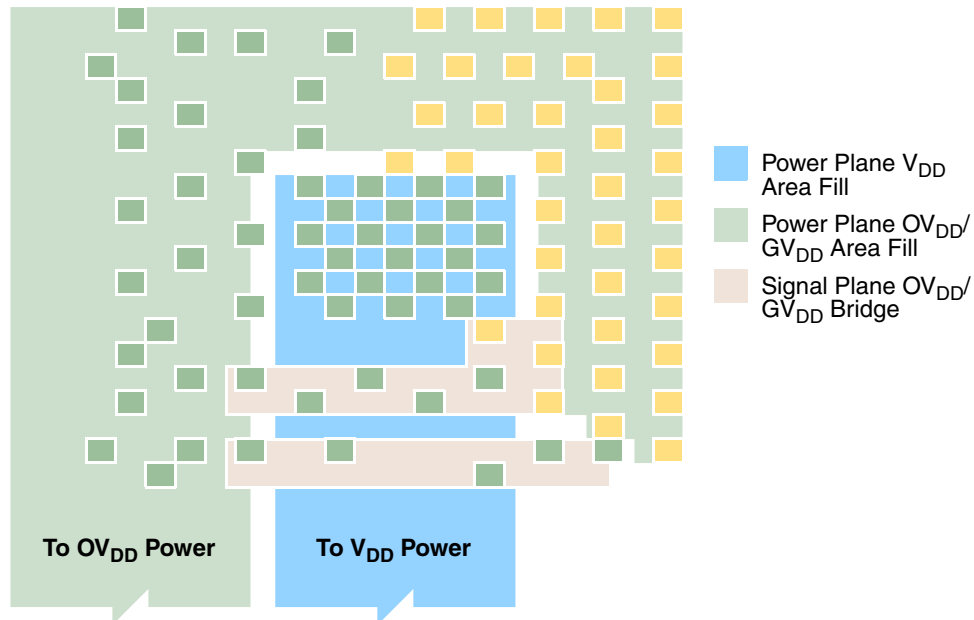 Power Plane VDD
Area Fill
Power Plane OVDD/
GVDD Area Fill
Signal Plane OVDD/
GVDD Bridge
To OVDD Power
To VDD Power